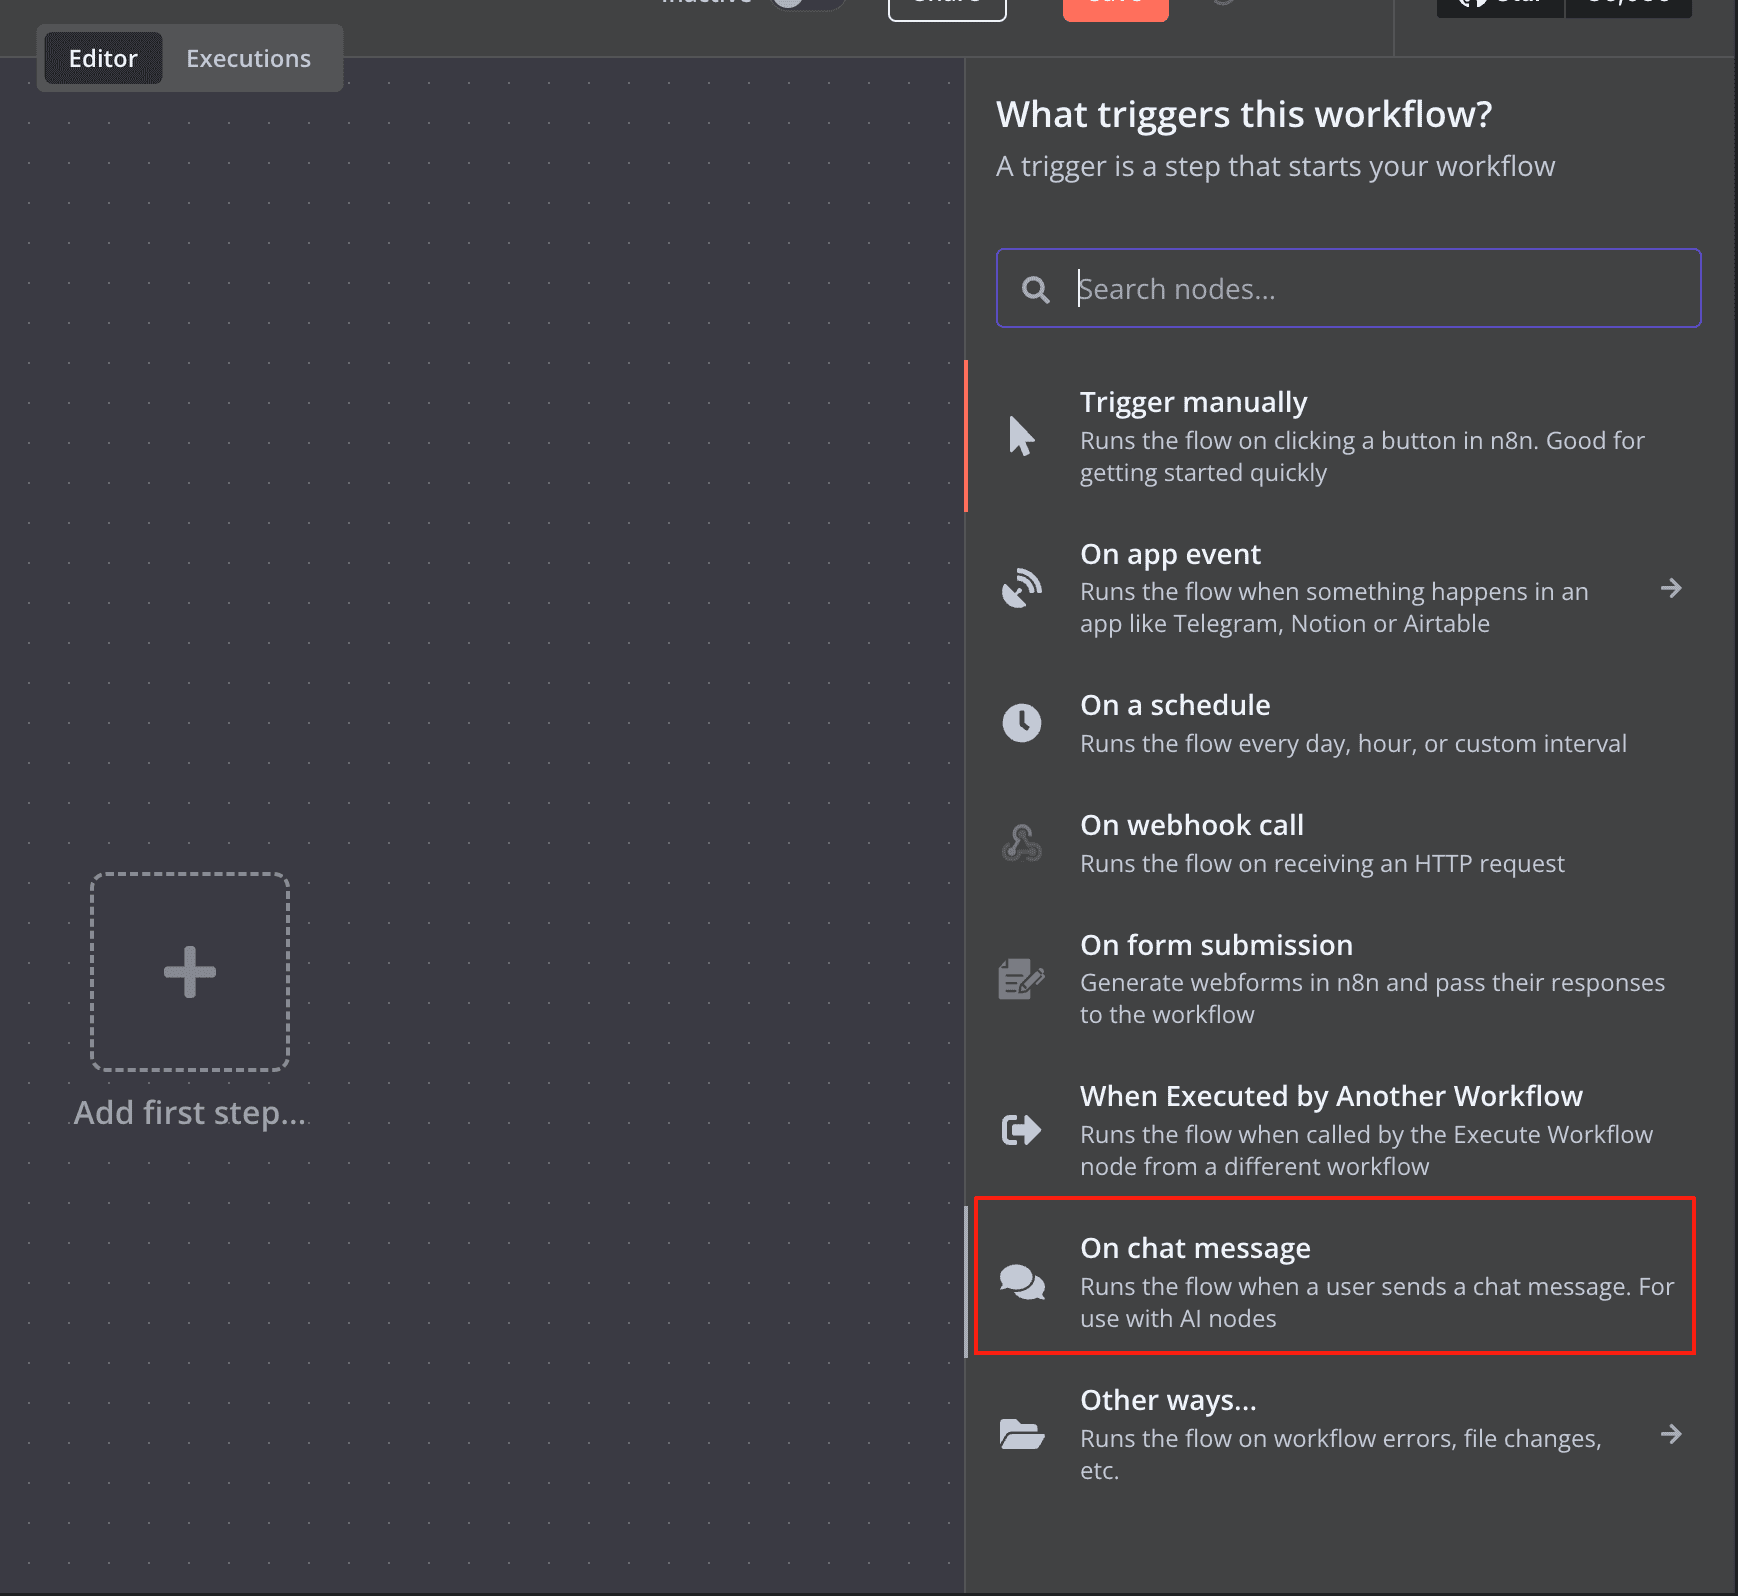 Editor
Executions
What triggers this workflow?
A trigger is a step that starts your workflow
Search nodes...
Trigger manually
Runs the flow on clicking a button in n8n. Good for
getting started quickly
On app event
Runs the flow when something happens in an
app like Telegram, Notion or Airtable
On a schedule
Runs the flow every day, hour, or custom interval
On webhook call
Runs the flow on receiving an HTTP request
On form submission
Generate webforms in n8n and pass their responses
to the workflow
When Executed by Another Workflow
Runs the flow when called by the Execute Workflow
node from a different workflow
On chat message
Runs the flow when a user sends a chat message. For
use with AI nodes
Other ways...
Runs the flow on workflow errors, file changes,
etc.
Add first step...